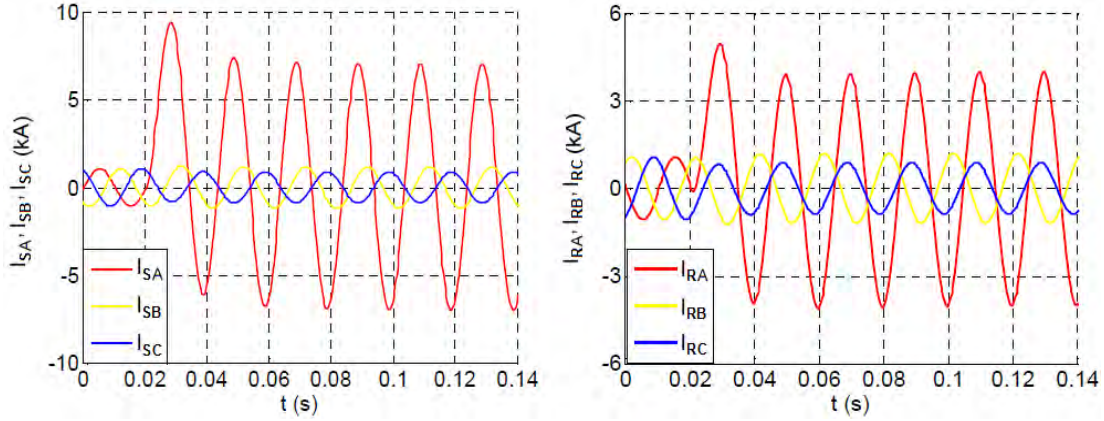 10
5
0
-5
-10
I_SA, I_SB, I_SC (kA)
I_SA
I_SB
I_SC
0 0.02 0.04 0.06 0.08 0.1 0.12 0.14
t (s)
6
3
0
-3
-6
I_RA, I_RB, I_RC (kA)
I_RA
I_RB
I_RC
0 0.02 0.04 0.06 0.08 0.1 0.12 0.14
t (s)